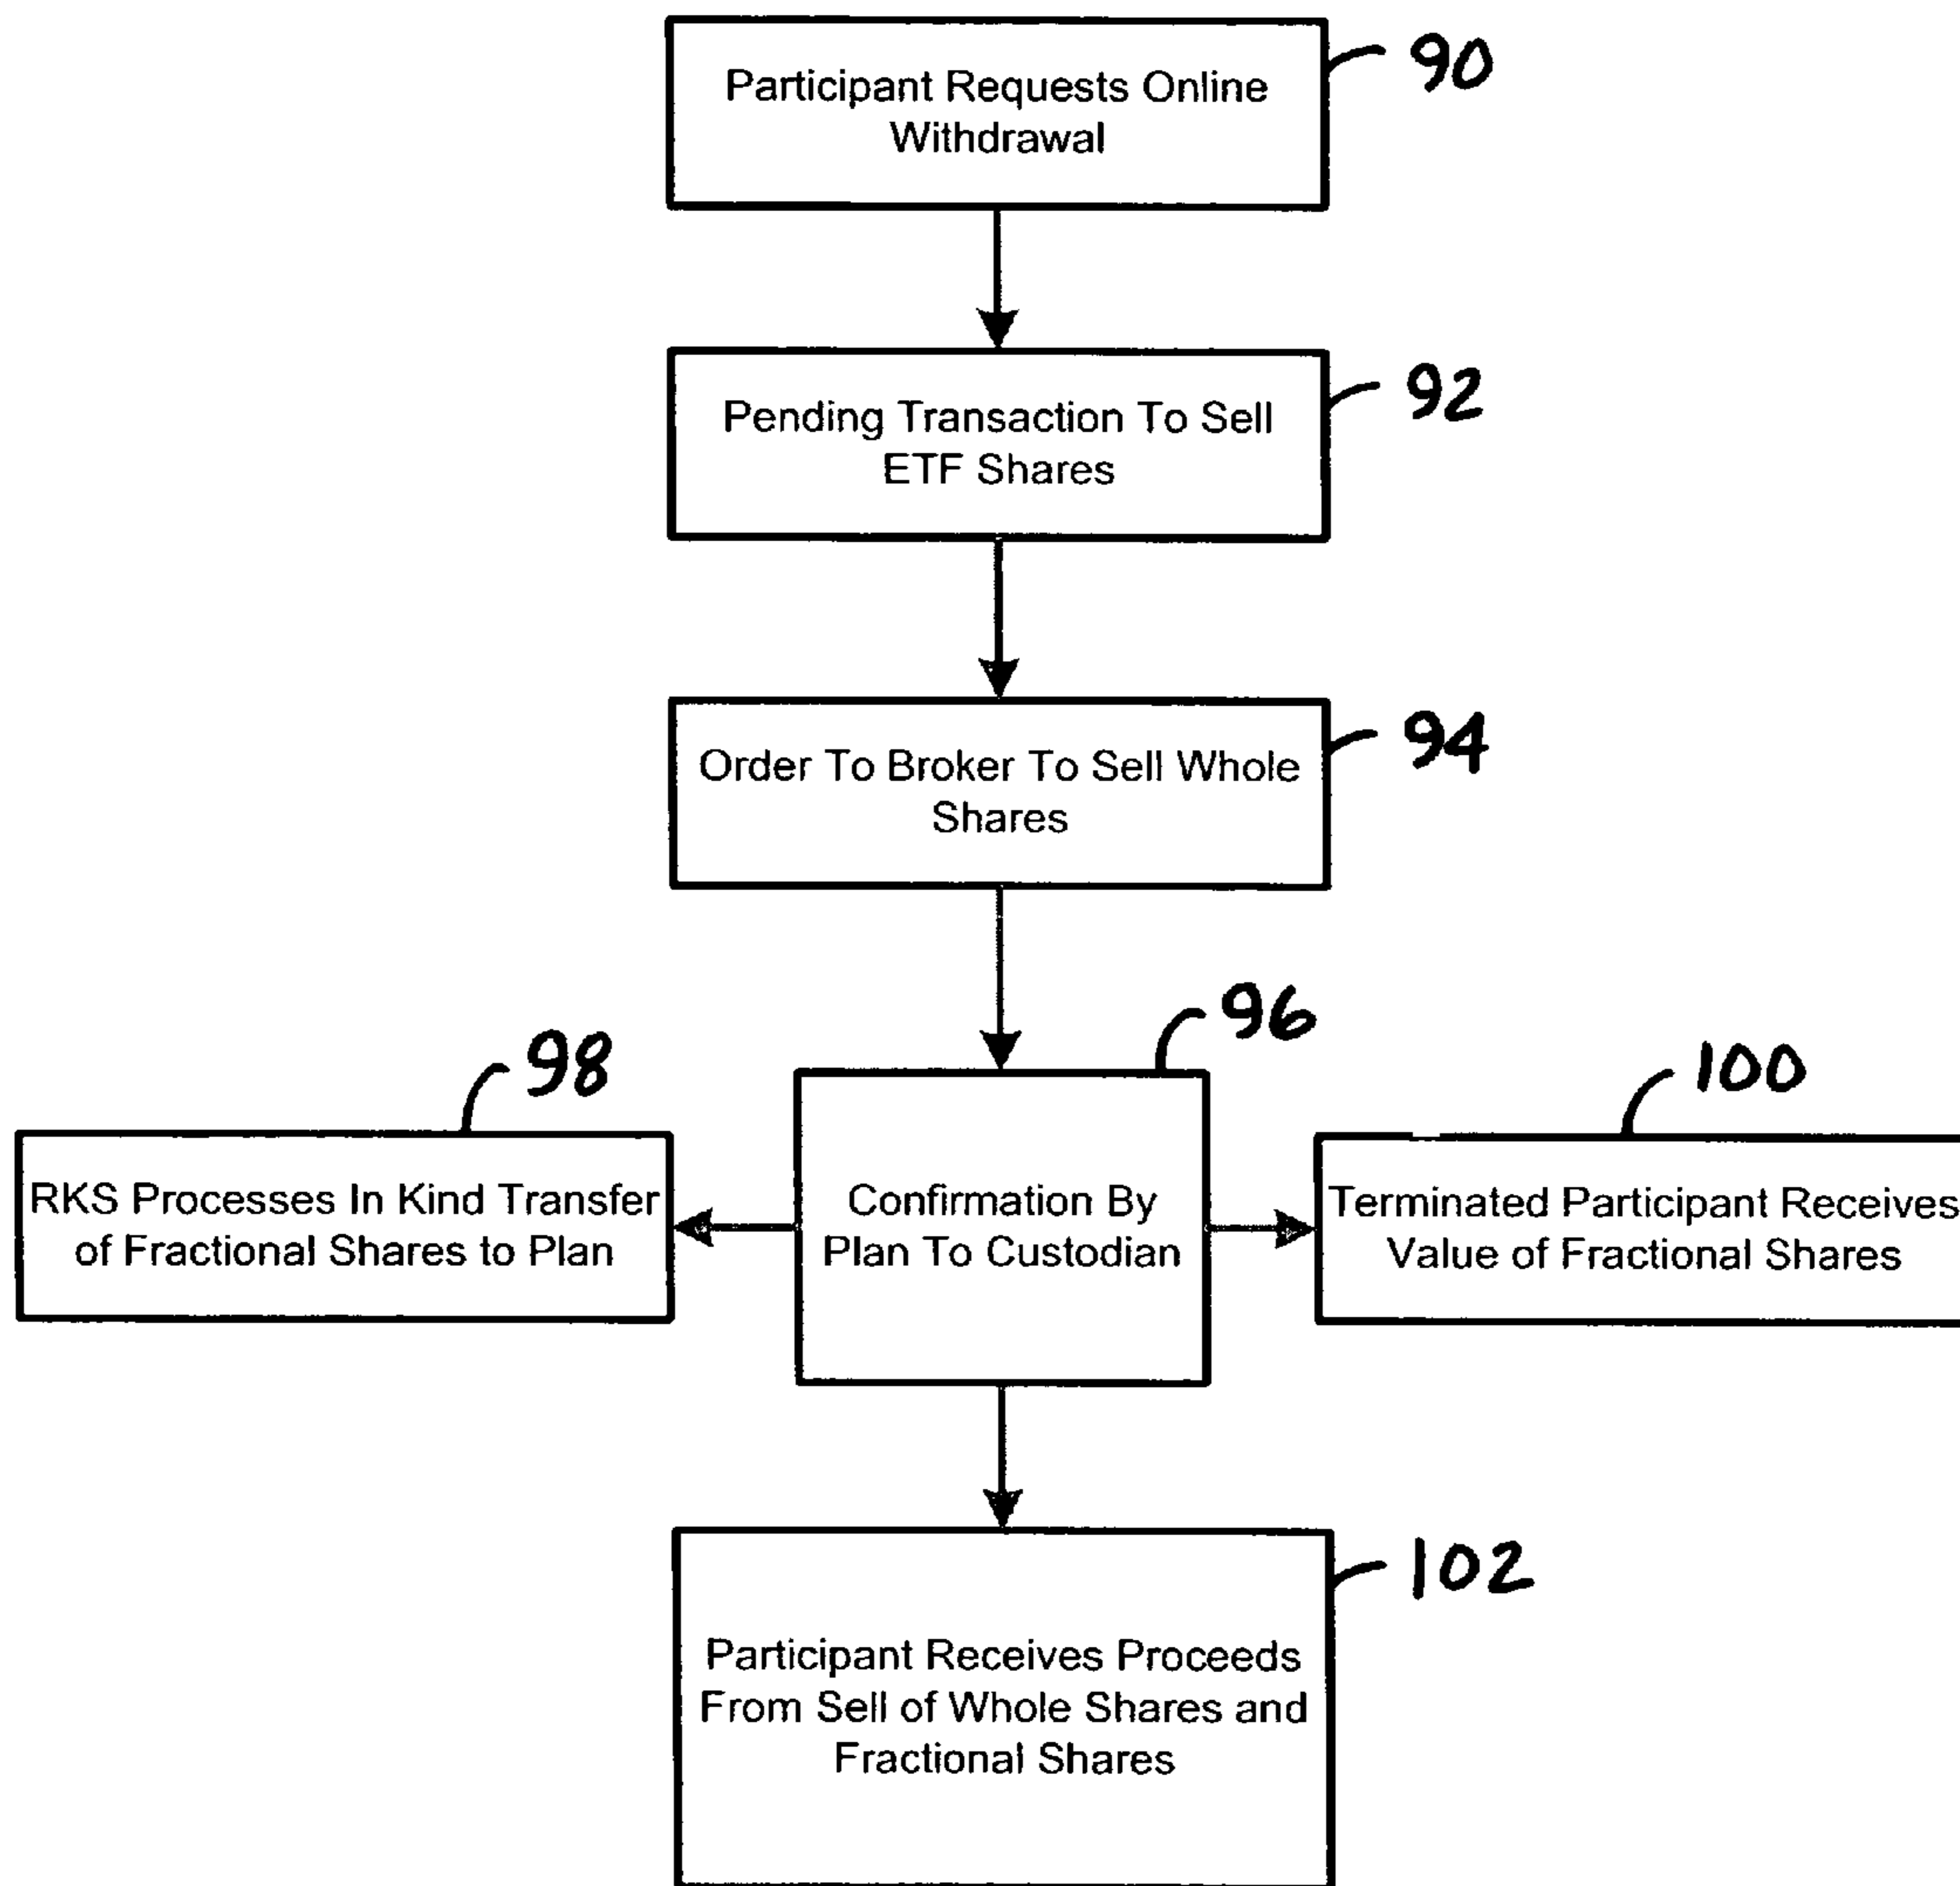 Participant Requests Online
Withdrawal
90
Pending Transaction To Sell
ETF Shares
92
Order To Broker To Sell Whole
Shares
94
96
98
100
RKS Processes In Kind Transfer
of Fractional Shares to Plan
Confirmation By
Plan To Custodian
Terminated Participant Receives
Value of Fractional Shares
102
Participant Receives Proceeds
From Sell of Whole Shares and
Fractional Shares